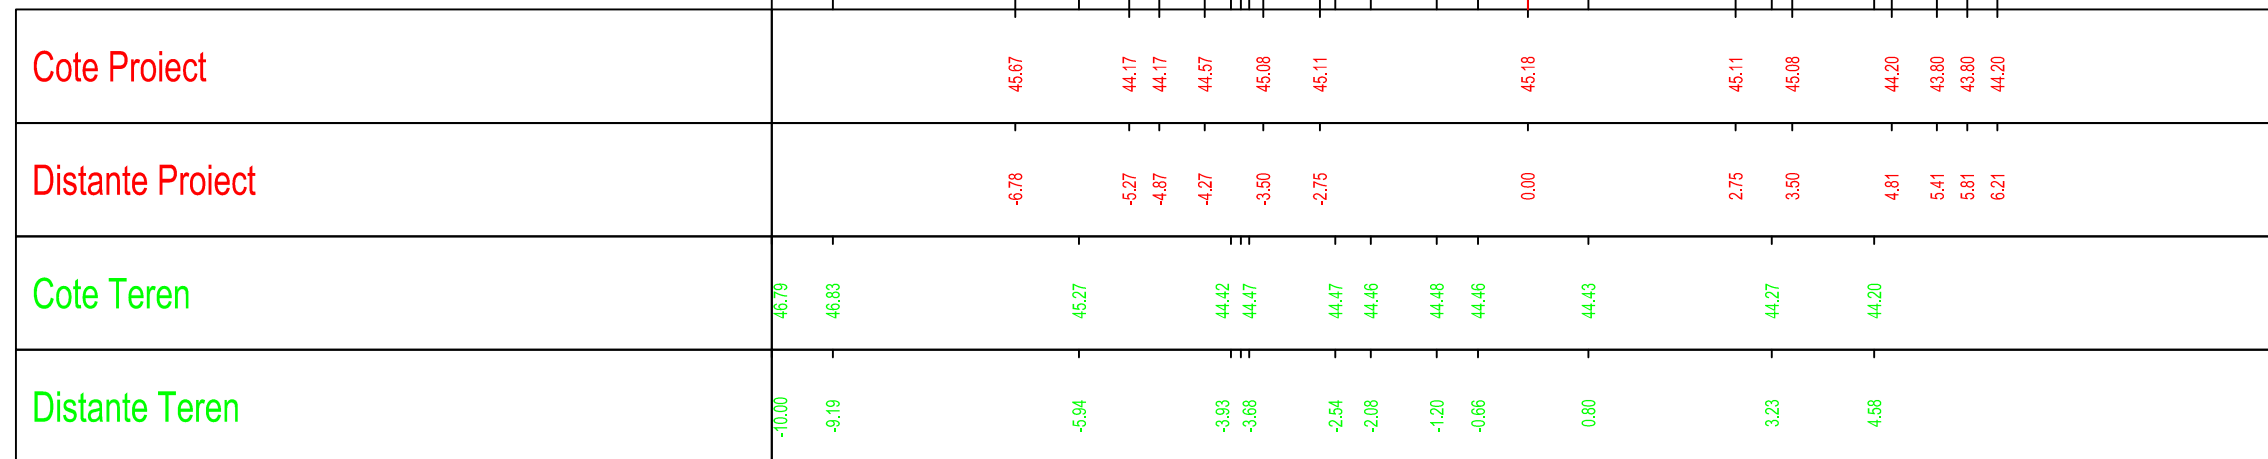 Cote Proiect 45.67 44.17 44.17 44.57 45.08 45.11 45.18 45.11 45.08 44.20 43.80 43.80 44.20
Distante Proiect -6.78 -5.27 -4.87 -4.27 -3.50 -2.75 0.00 2.75 3.50 4.81 5.41 5.81 6.21
Cote Teren 46.79 46.83 45.27 44.42 44.47 44.47 44.46 44.48 44.46 44.43 44.27 44.20
Distante Teren -10.00 -9.19 -5.94 -3.93 -3.68 -2.54 -2.08 -1.20 -0.66 0.80 3.23 4.58